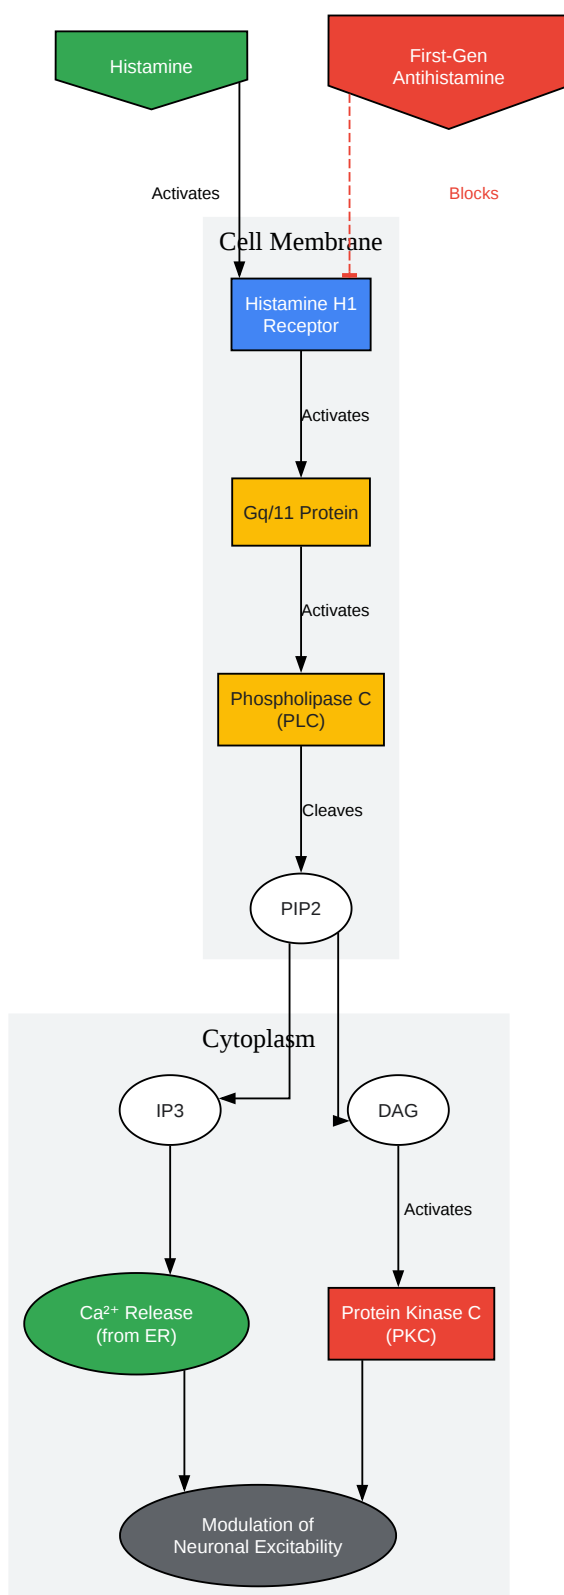 Histamine
First-Gen
Antihistamine
Activates
Blocks
Cell Membrane
Histamine H1
Receptor
Activates
Gq/11 Protein
Activates
Phospholipase C
(PLC)
Cleaves
PIP2
Cytoplasm
IP3
DAG
Activates
Ca²⁺ Release
(from ER)
Protein Kinase C
(PKC)
Modulation of
Neuronal Excitability